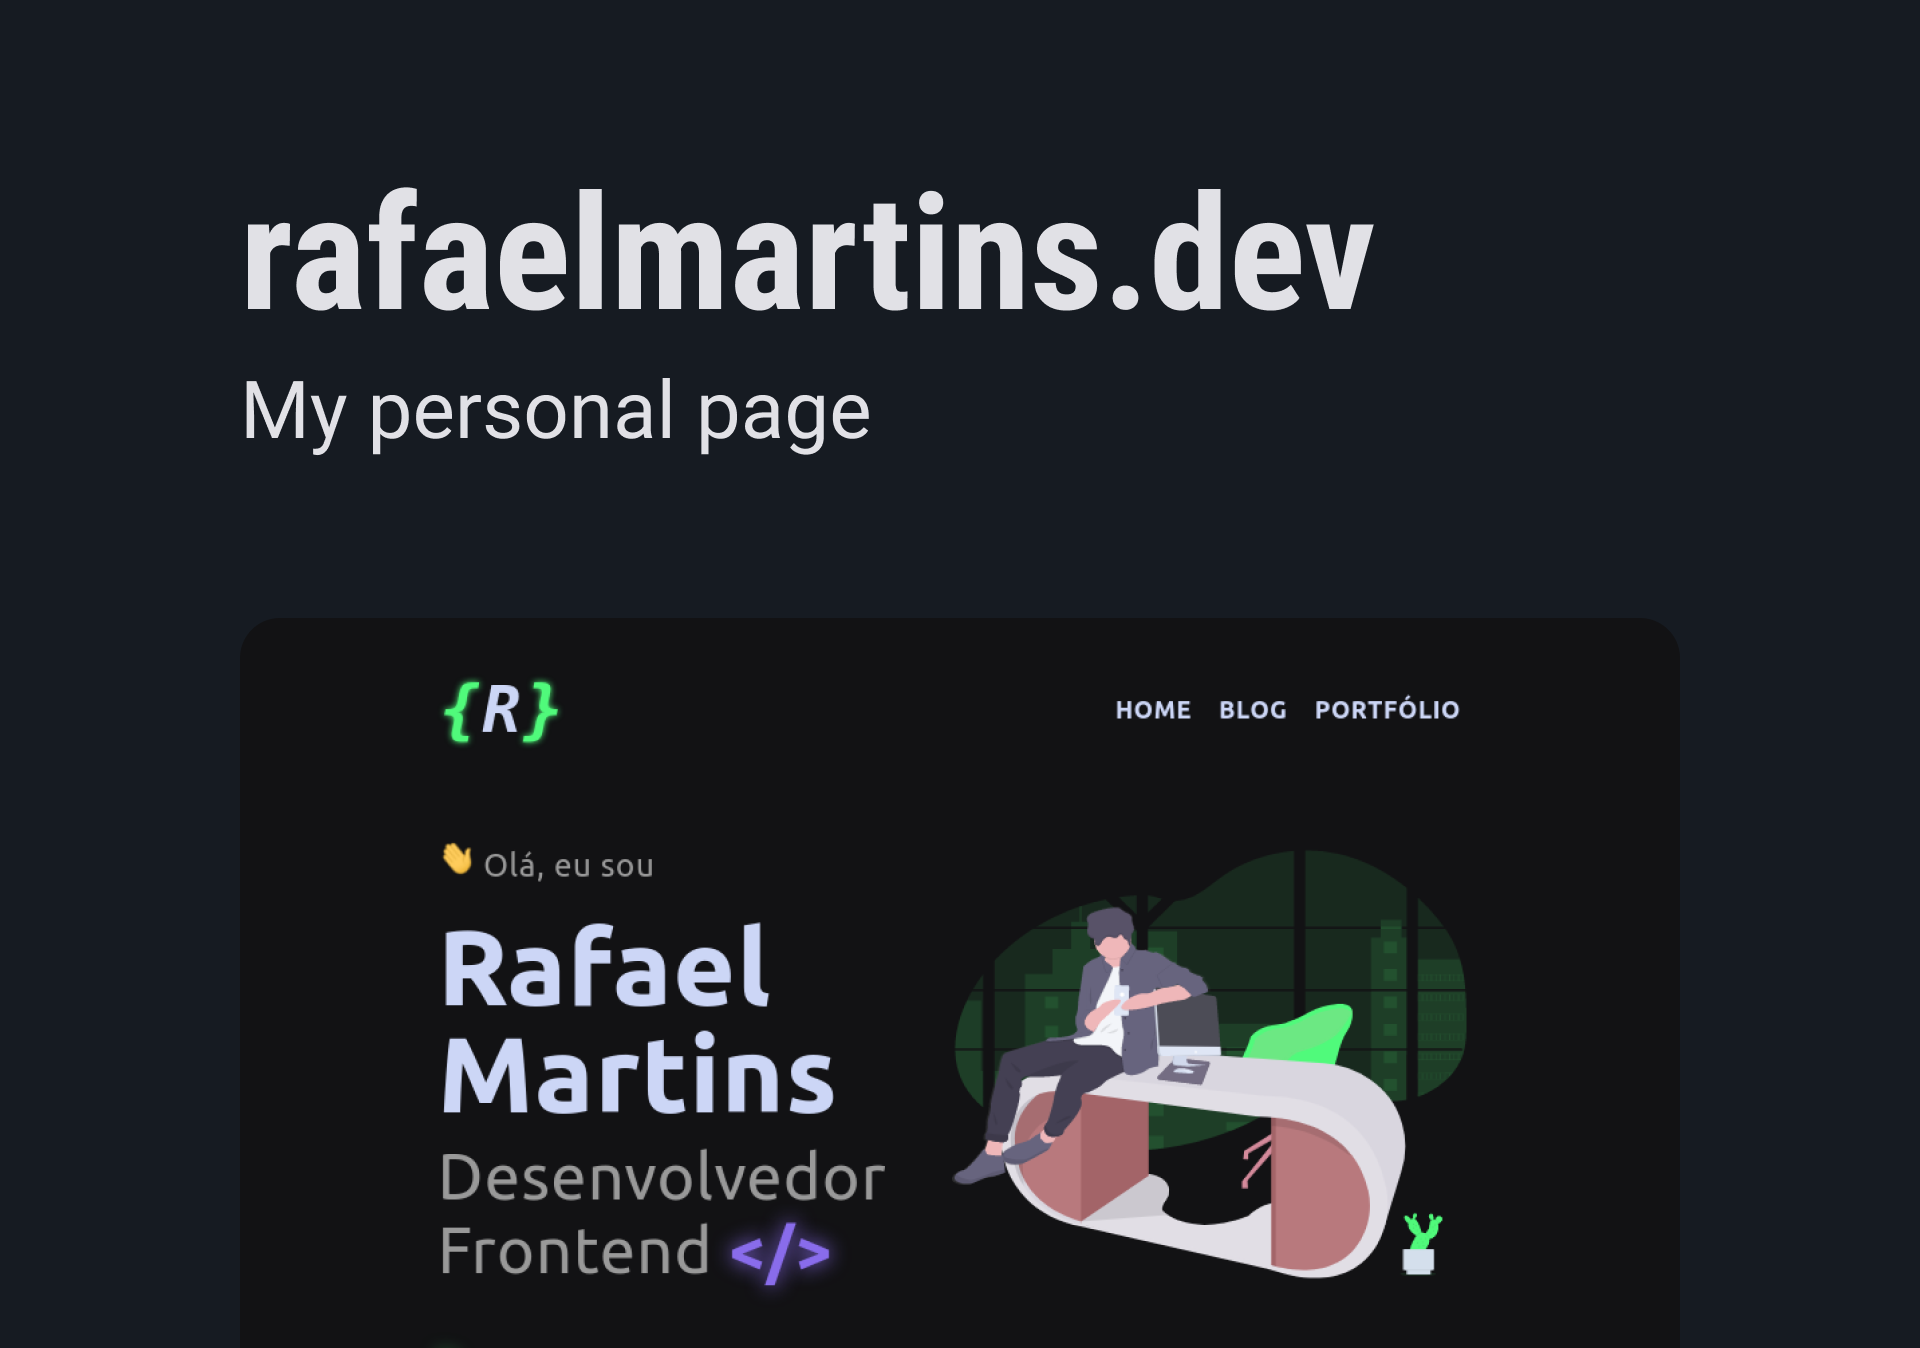 rafaelmartins.dev
My personal page
{R}
HOME BLOG PORTFÓLIO
👋 Olá, eu sou
Rafael
Martins
Desenvolvedor
Frontend </>